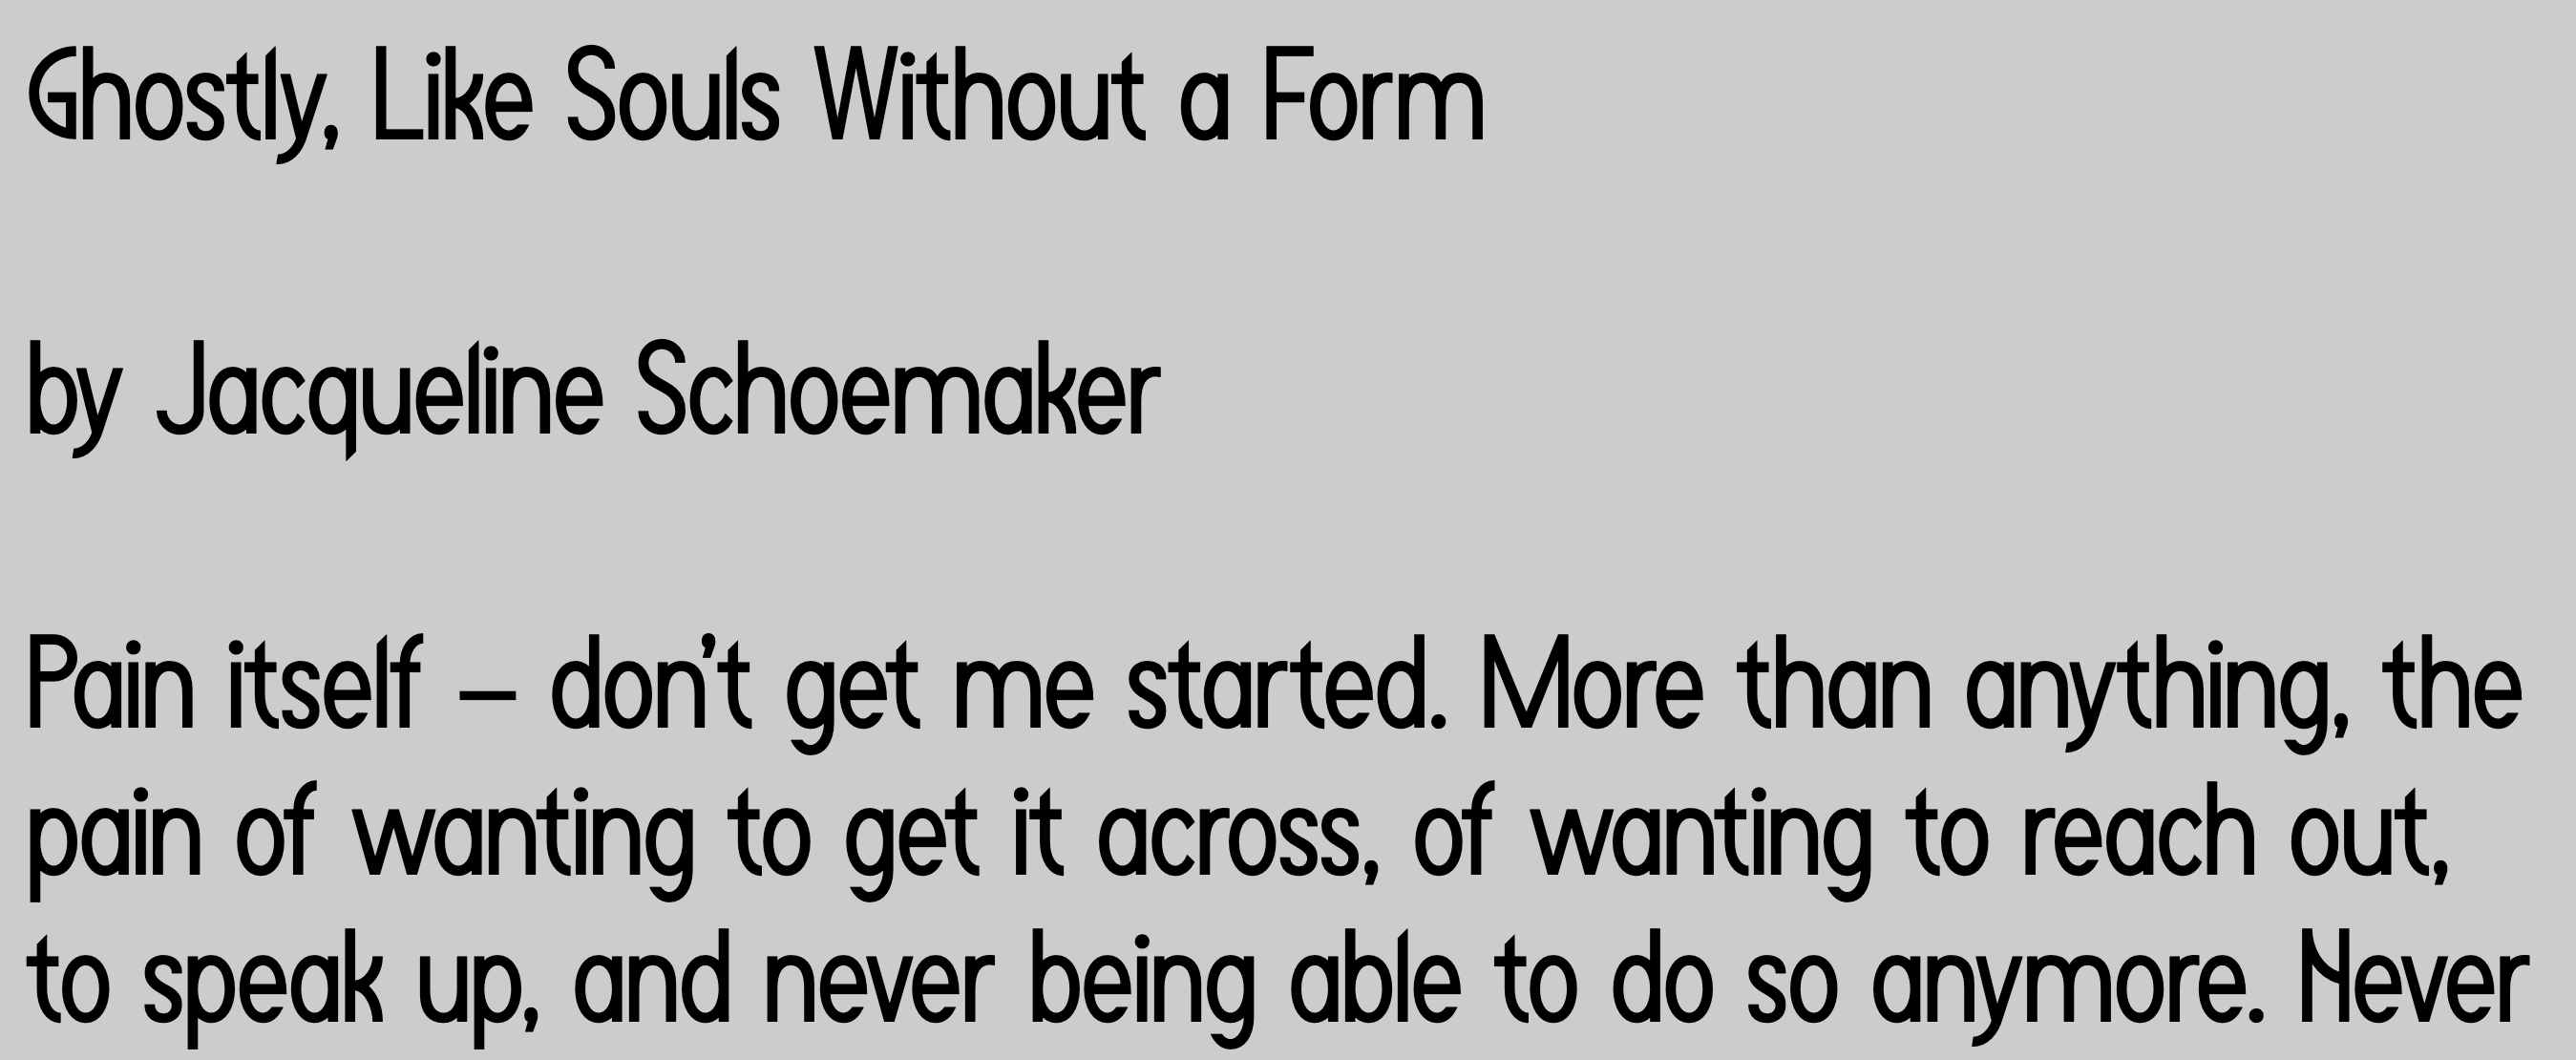 Ghostly, Like Souls Without a Form
by Jacqueline Schoemaker
Pain itself – don’t get me started. More than anything, the
pain of wanting to get it across, of wanting to reach out,
to speak up, and never being able to do so anymore. Never